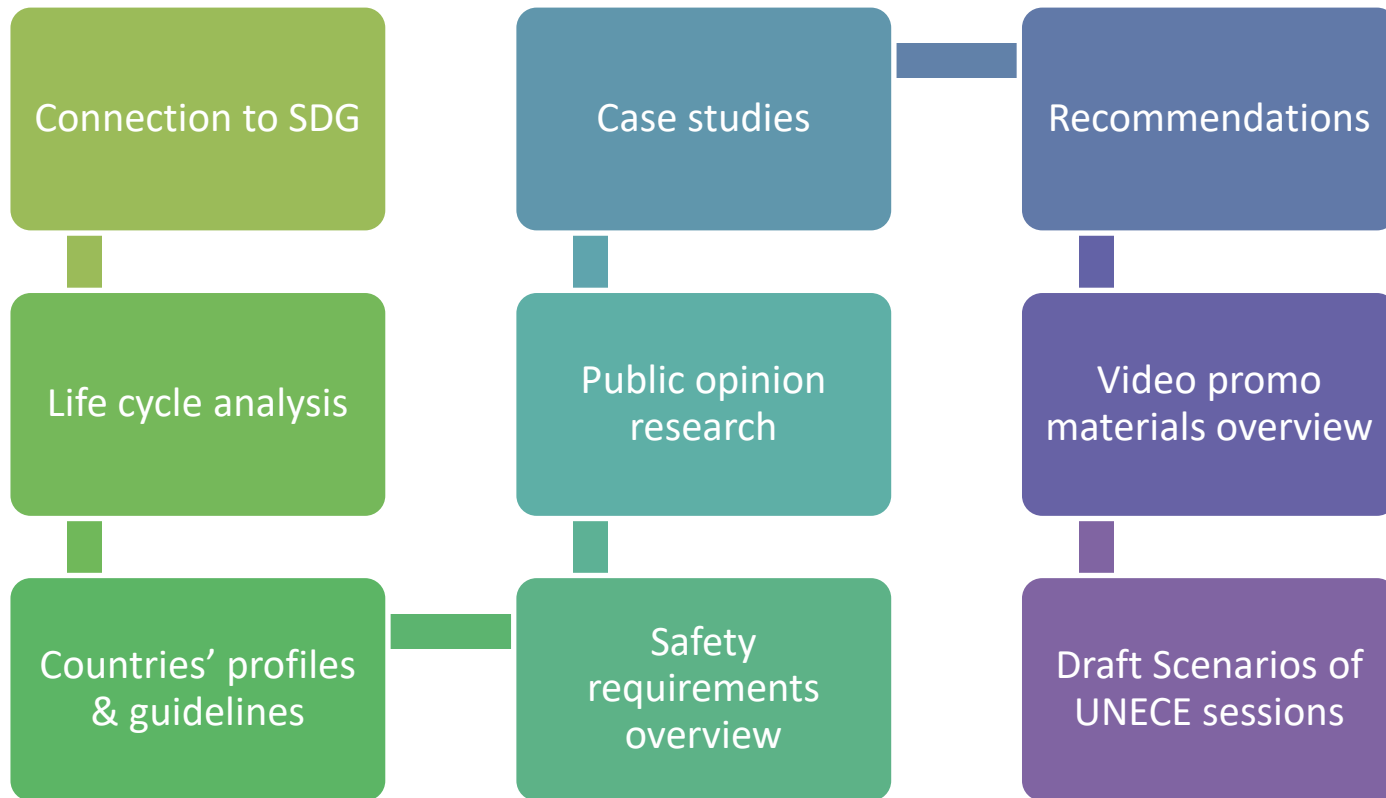 Connection to SDG
Life cycle analysis
Countries’ profiles
& guidelines
Safety
requirements
overview
Public opinion
research
Case studies
Recommendations
Video promo
materials overview
Draft Scenarios of
UNECE sessions